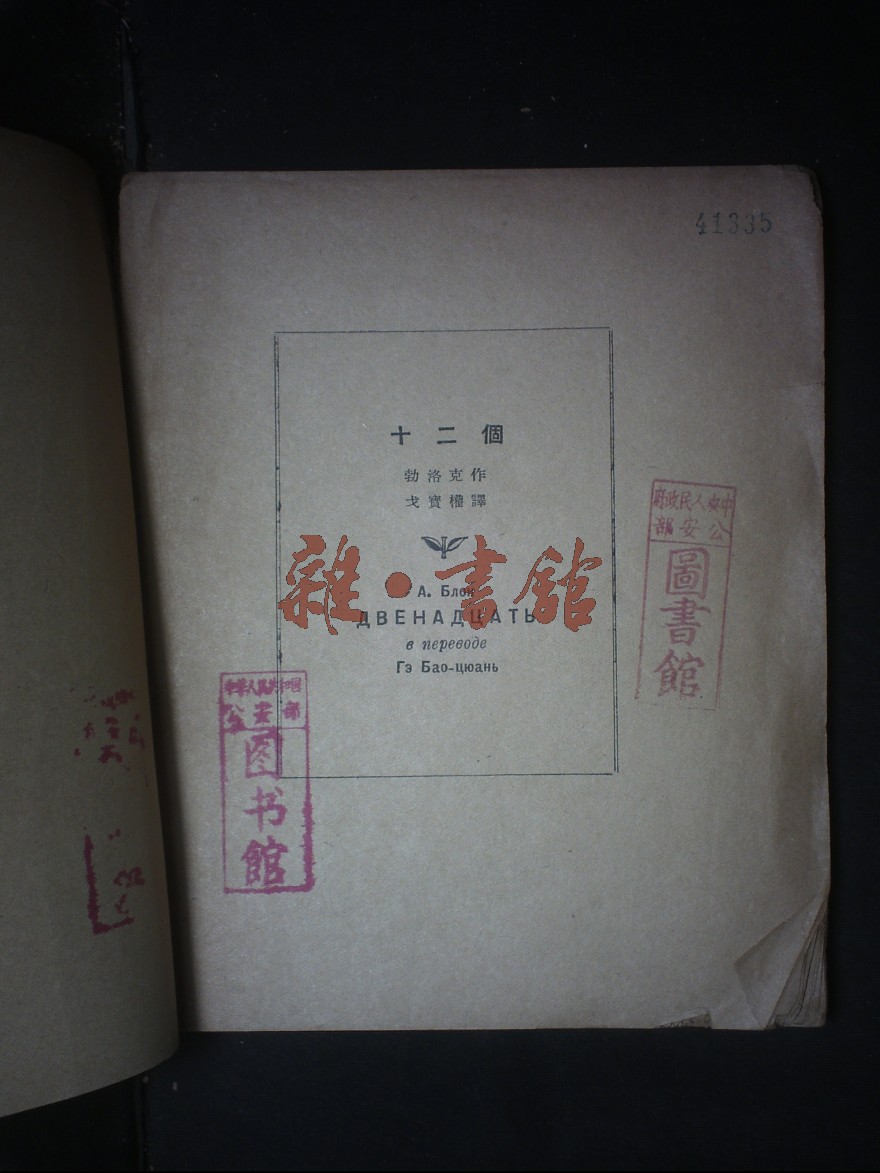 41335
十二個
勃洛克作
戈寶權譯
雜·書館
А. Блок
ДВЕНАДЦАТЬ
в переводе
Гэ Бао-цюань
府政民人央中
部安公
圖書館
中华人民共和國
公安部
图书館